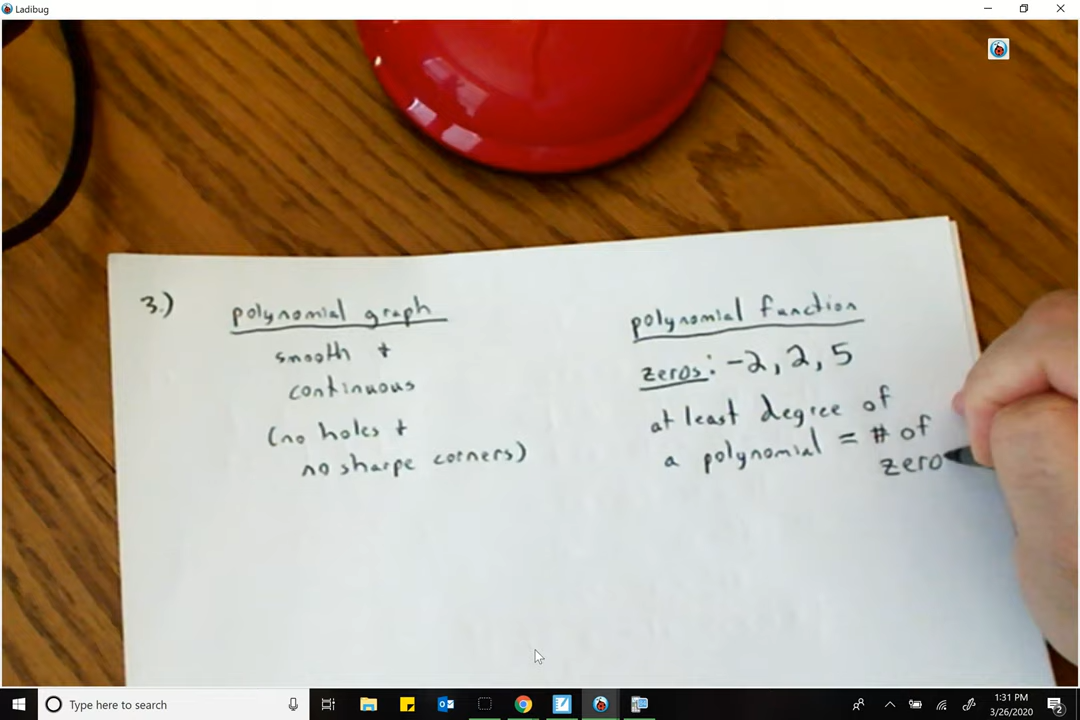 Ladibug
3.)
polynomial graph
smooth +
continuous
(no holes +
no sharpe corners)
polynomial function
zeros: -2, 2, 5
at least degree of
a polynomial = # of
zero
Type here to search
1:31 PM
3/26/2020
2